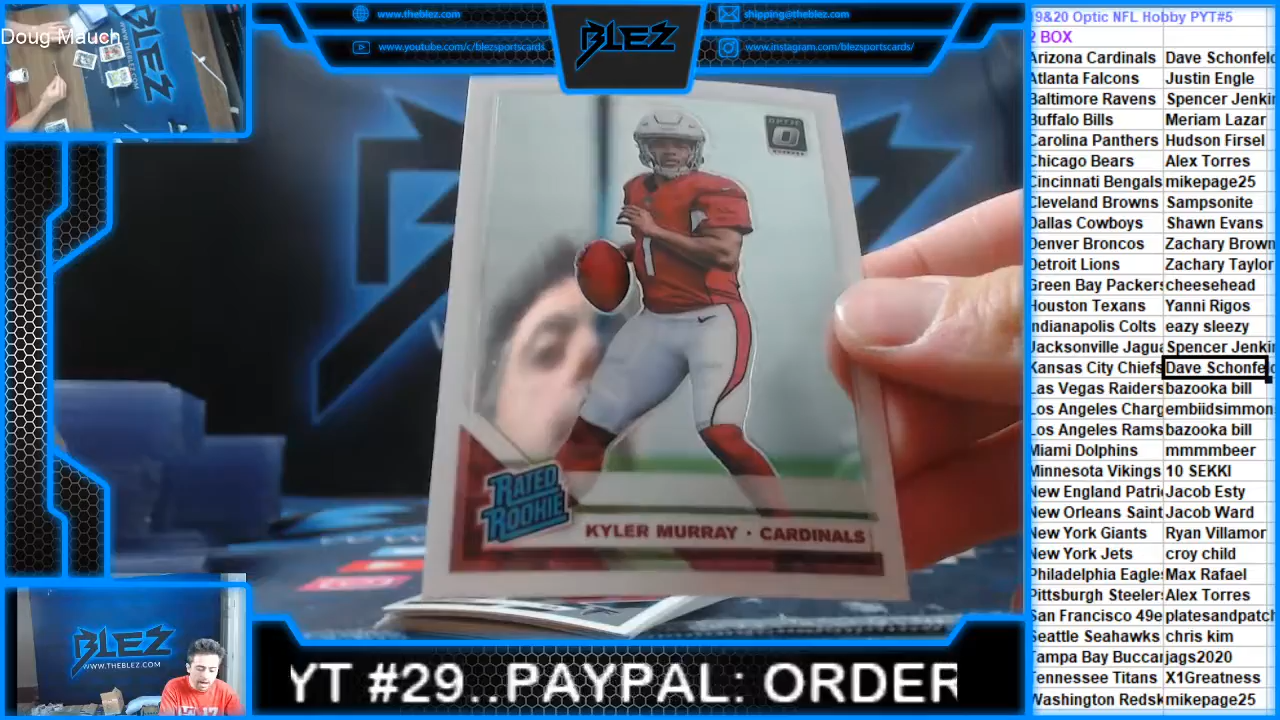 Doug Mauch
www.theblez.com
www.youtube.com/c/blezsportscards
BLEZ
shipping@theblez.com
www.instagram.com/blezsportscards/
BLEZ
OPTIC
1
RATED
ROOKIE
KYLER MURRAY · CARDINALS
BLEZ
WWW.THEBLEZ.COM
YT #29..PAYPAL: ORDER
19&20 Optic NFL Hobby PYT#5
2 BOX
Arizona Cardinals Dave Schonfeld
Atlanta Falcons Justin Engle
Baltimore Ravens Spencer Jenkin
Buffalo Bills Meriam Lazar
Carolina Panthers Hudson Firsel
Chicago Bears Alex Torres
Cincinnati Bengals mikepage25
Cleveland Browns Sampsonite
Dallas Cowboys Shawn Evans
Denver Broncos Zachary Brown
Detroit Lions Zachary Taylor
Green Bay Packers cheesehead
Houston Texans Yanni Rigos
Indianapolis Colts eazy sleezy
Jacksonville Jagua Spencer Jenkin
Kansas City Chiefs Dave Schonfeld
Las Vegas Raiders bazooka bill
Los Angeles Charg embiidsimmon
Los Angeles Rams bazooka bill
Miami Dolphins mmmmbeer
Minnesota Vikings 10 SEKKI
New England Patri Jacob Esty
New Orleans Saint Jacob Ward
New York Giants Ryan Villamor
New York Jets croy child
Philadelphia Eagles Max Rafael
Pittsburgh Steelers Alex Torres
San Francisco 49e platesandpatch
Seattle Seahawks chris kim
Tampa Bay Buccan jags2020
Tennessee Titans X1Greatness
Washington Redsk mikepage25